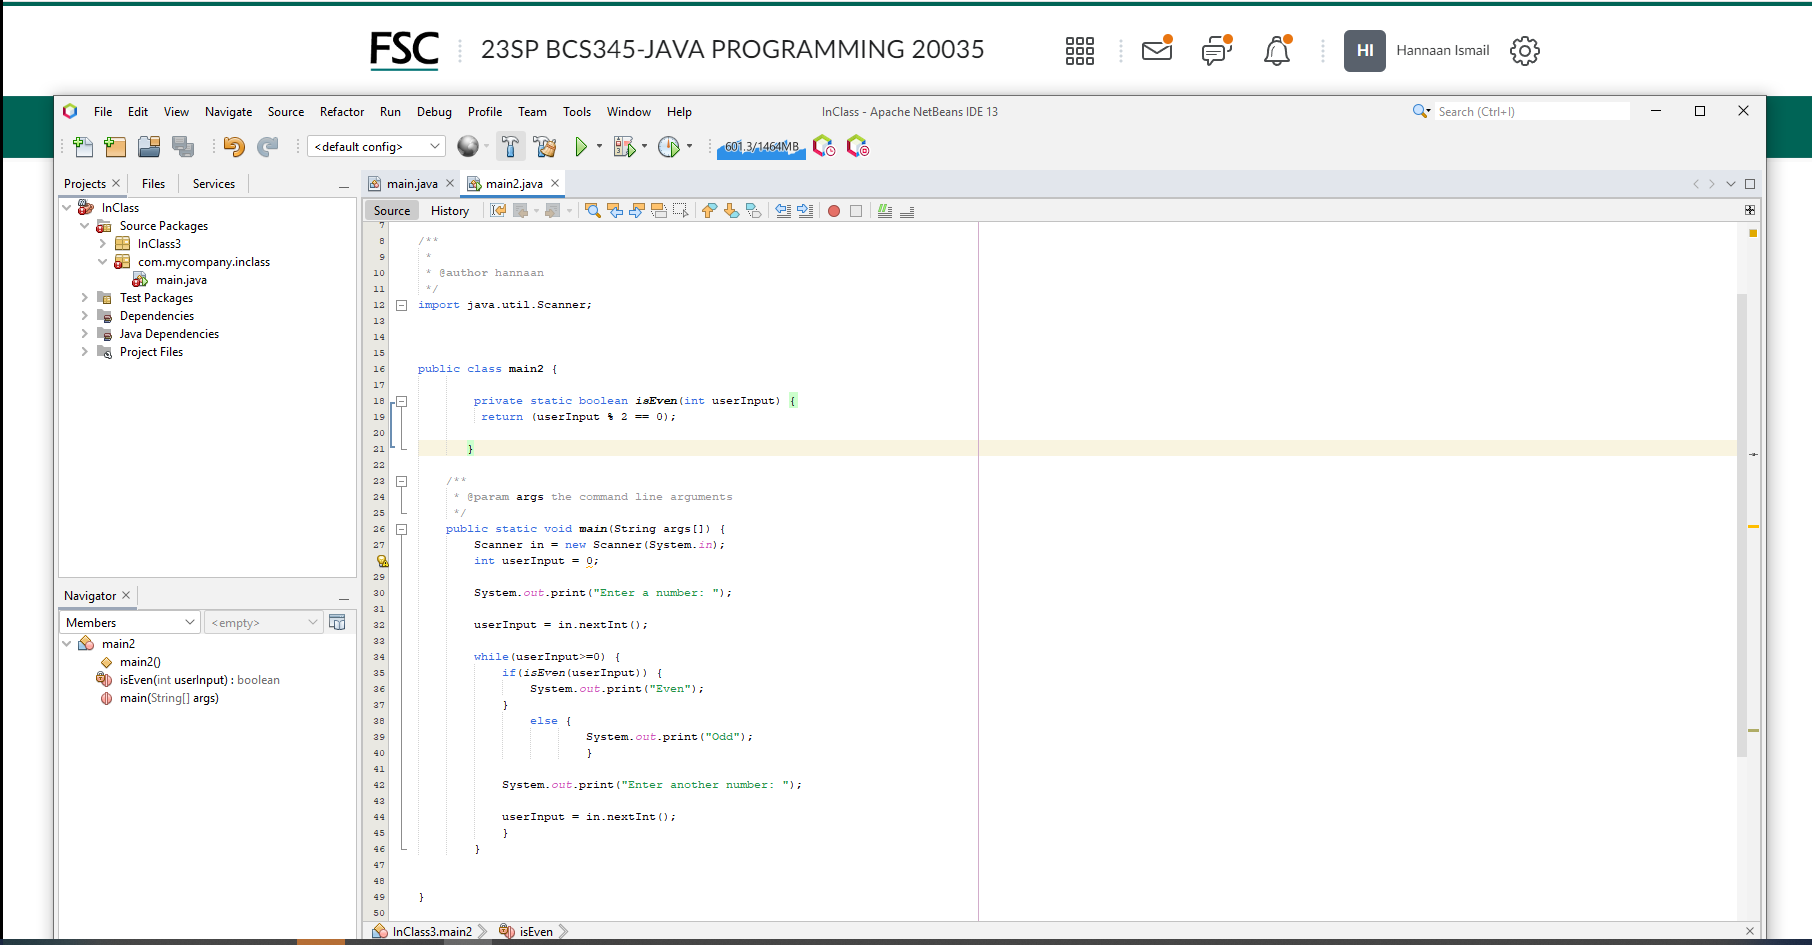 FSC 23SP BCS345-JAVA PROGRAMMING 20035 HI Hannaan Ismail
File Edit View Navigate Source Refactor Run Debug Profile Team Tools Window Help InClass - Apache NetBeans IDE 13 Search (Ctrl+I)
<default config> 601.3/1464MB
Projects Files Services
InClass
Source Packages
InClass3
com.mycompany.inclass
main.java
Test Packages
Dependencies
Java Dependencies
Project Files
Navigator
Members <empty>
main2
main2()
isEven(int userInput) : boolean
main(String[] args)
main.java main2.java
Source History
7
8 /**
9 *
10 * @author hannaan
11 */
12 import java.util.Scanner;
13
14
15
16 public class main2 {
17
18 private static boolean isEven(int userInput) {
19 return (userInput % 2 == 0);
20
21 }
22
23 /**
24 * @param args the command line arguments
25 */
26 public static void main(String args[]) {
27 Scanner in = new Scanner(System.in);
int userInput = 0;
29
30 System.out.print("Enter a number: ");
31
32 userInput = in.nextInt();
33
34 while(userInput>=0) {
35 if(isEven(userInput)) {
36 System.out.print("Even");
37 }
38 else {
39 System.out.print("Odd");
40 }
41
42 System.out.print("Enter another number: ");
43
44 userInput = in.nextInt();
45 }
46 }
47
48
49 }
50
InClass3.main2 isEven